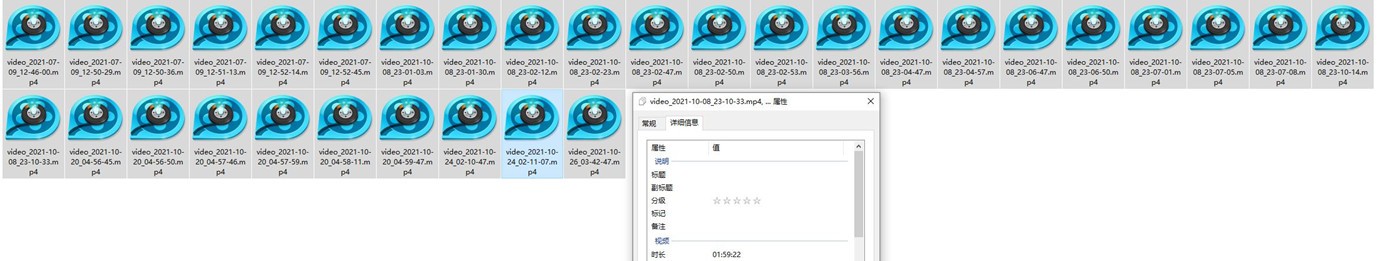 video_2021-07-09_12-46-00.mp4
video_2021-07-09_12-50-29.mp4
video_2021-07-09_12-50-36.mp4
video_2021-07-09_12-51-13.mp4
video_2021-07-09_12-52-14.mp4
video_2021-07-09_12-52-45.mp4
video_2021-10-08_23-01-03.mp4
video_2021-10-08_23-01-30.mp4
video_2021-10-08_23-02-12.mp4
video_2021-10-08_23-02-23.mp4
video_2021-10-08_23-02-47.mp4
video_2021-10-08_23-02-50.mp4
video_2021-10-08_23-02-53.mp4
video_2021-10-08_23-03-56.mp4
video_2021-10-08_23-04-47.mp4
video_2021-10-08_23-04-57.mp4
video_2021-10-08_23-06-47.mp4
video_2021-10-08_23-06-50.mp4
video_2021-10-08_23-07-01.mp4
video_2021-10-08_23-07-05.mp4
video_2021-10-08_23-07-08.mp4
video_2021-10-08_23-10-14.mp4
video_2021-10-08_23-10-33.mp4
video_2021-10-20_04-56-45.mp4
video_2021-10-20_04-56-50.mp4
video_2021-10-20_04-57-46.mp4
video_2021-10-20_04-57-59.mp4
video_2021-10-20_04-58-11.mp4
video_2021-10-20_04-59-47.mp4
video_2021-10-24_02-10-47.mp4
video_2021-10-24_02-11-07.mp4
video_2021-10-26_03-42-47.mp4
video_2021-10-08_23-10-33.mp4, ... 属性
常规 详细信息
属性 值
说明
标题
副标题
分级 ☆☆☆☆☆
标记
备注
视频
时长 01:59:22